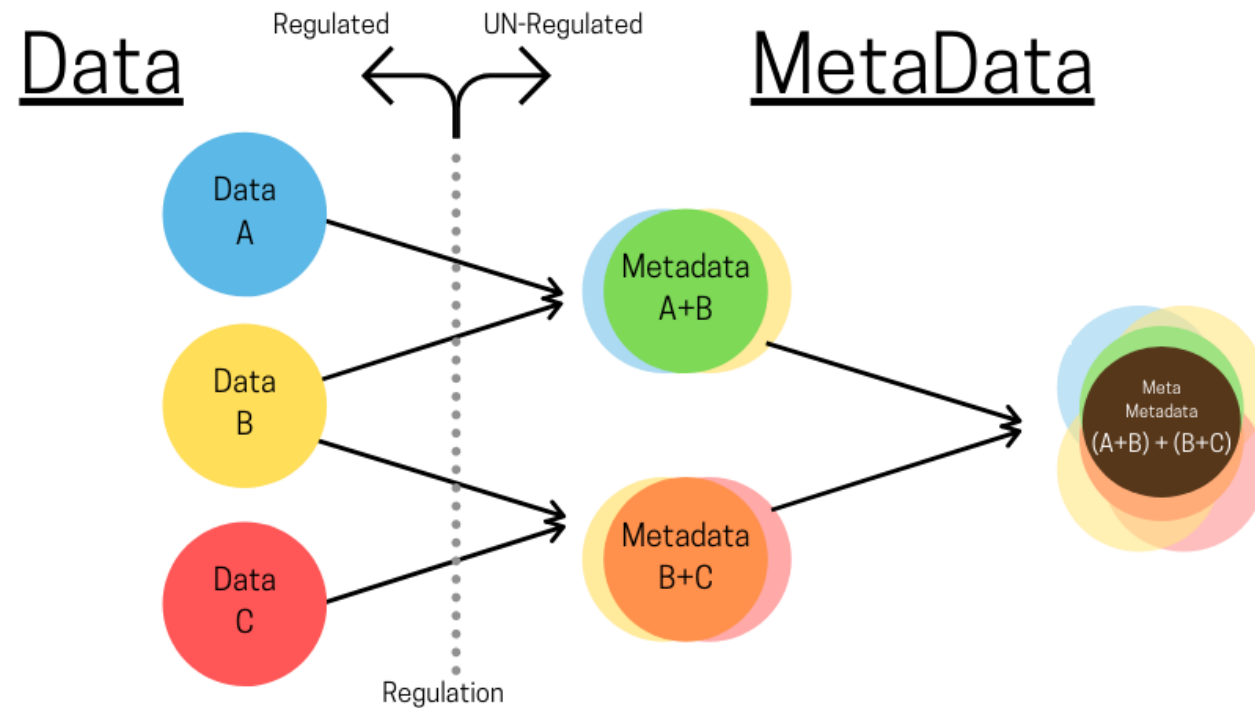 Regulated
UN-Regulated
Data
MetaData
Data
A
Data
B
Data
C
Metadata
A+B
Metadata
B+C
Meta
Metadata
(A+B) + (B+C)
Regulation